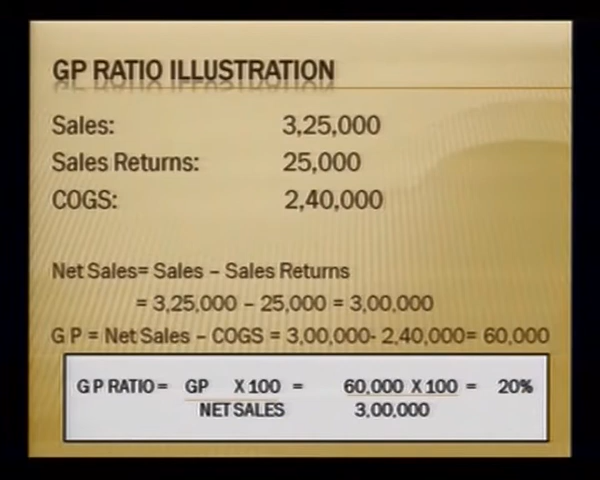 GP RATIO ILLUSTRATION
Sales: 3,25,000
Sales Returns: 25,000
COGS: 2,40,000
Net Sales= Sales – Sales Returns
= 3,25,000 – 25,000 = 3,00,000
G P = Net Sales – COGS = 3,00,000- 2,40,000= 60,000
G P RATIO = GP X 100 = 60,000 X 100 = 20%
NET SALES 3,00,000